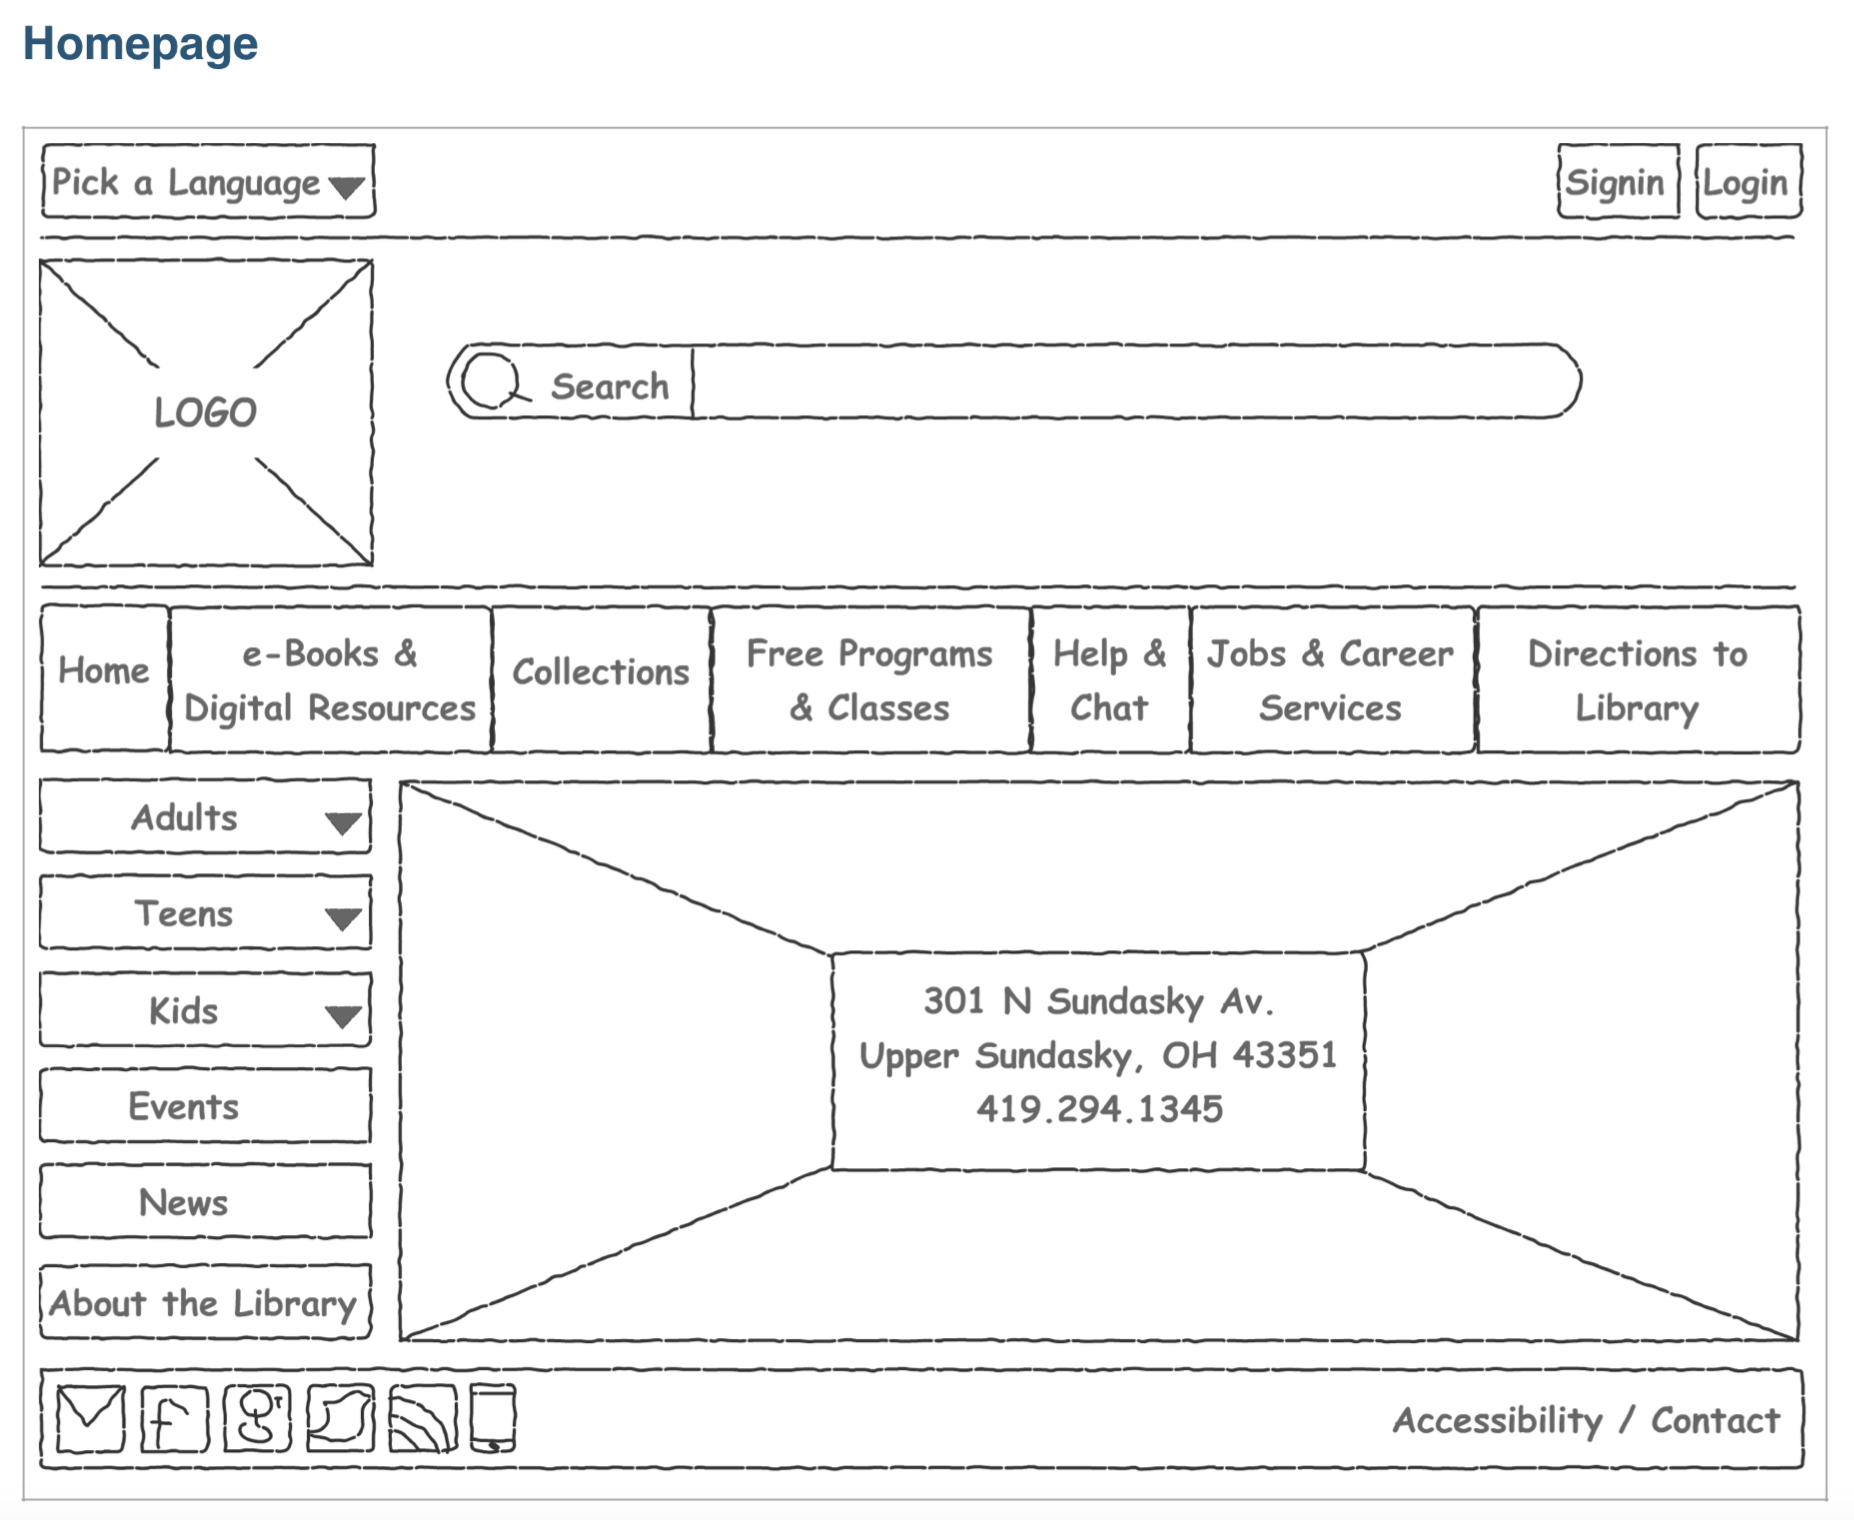 Homepage
Pick a Language
Signin
Login
LOGO
Search
Home
e-Books &
Digital Resources
Collections
Free Programs
& Classes
Help &
Chat
Jobs & Career
Services
Directions to
Library
Adults
Teens
Kids
Events
News
About the Library
301 N Sundasky Av.
Upper Sundasky, OH 43351
419.294.1345
Accessibility / Contact